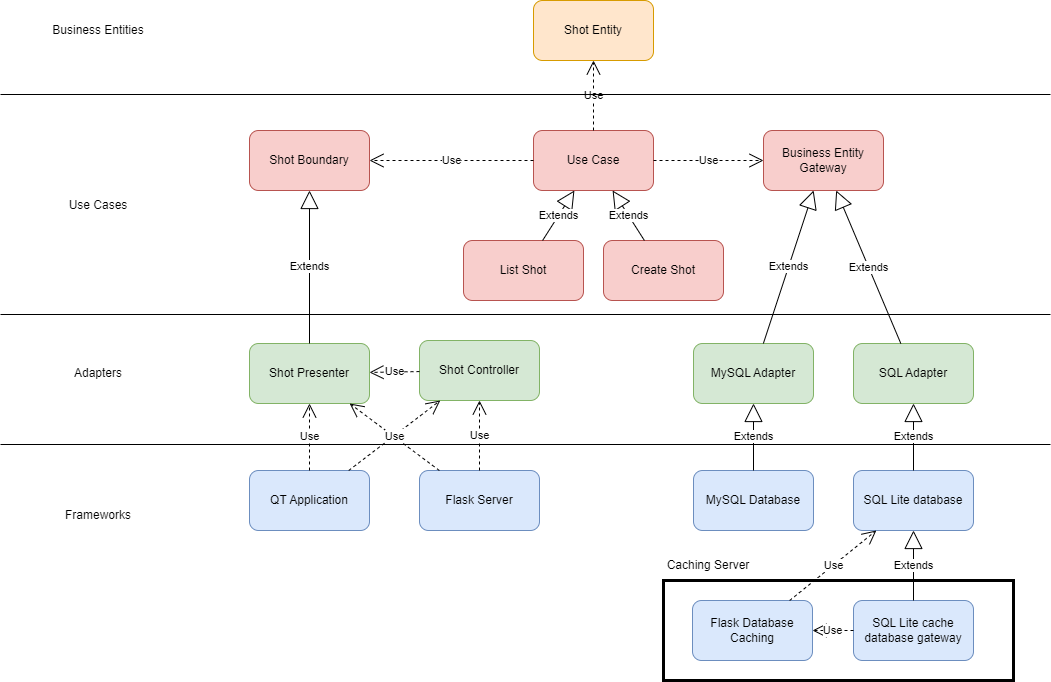 Business Entities
Shot Entity
Use
Shot Boundary
Use
Use Case
Use
Business Entity
Gateway
Use Cases
Extends
Extends
List Shot
Create Shot
Extends
Extends
Extends
Adapters
Shot Presenter
Use
Shot Controller
MySQL Adapter
SQL Adapter
Use
Use
Use
Extends
Extends
Frameworks
QT Application
Flask Server
MySQL Database
SQL Lite database
Caching Server
Use
Extends
Flask Database
Caching
Use
SQL Lite cache
database gateway